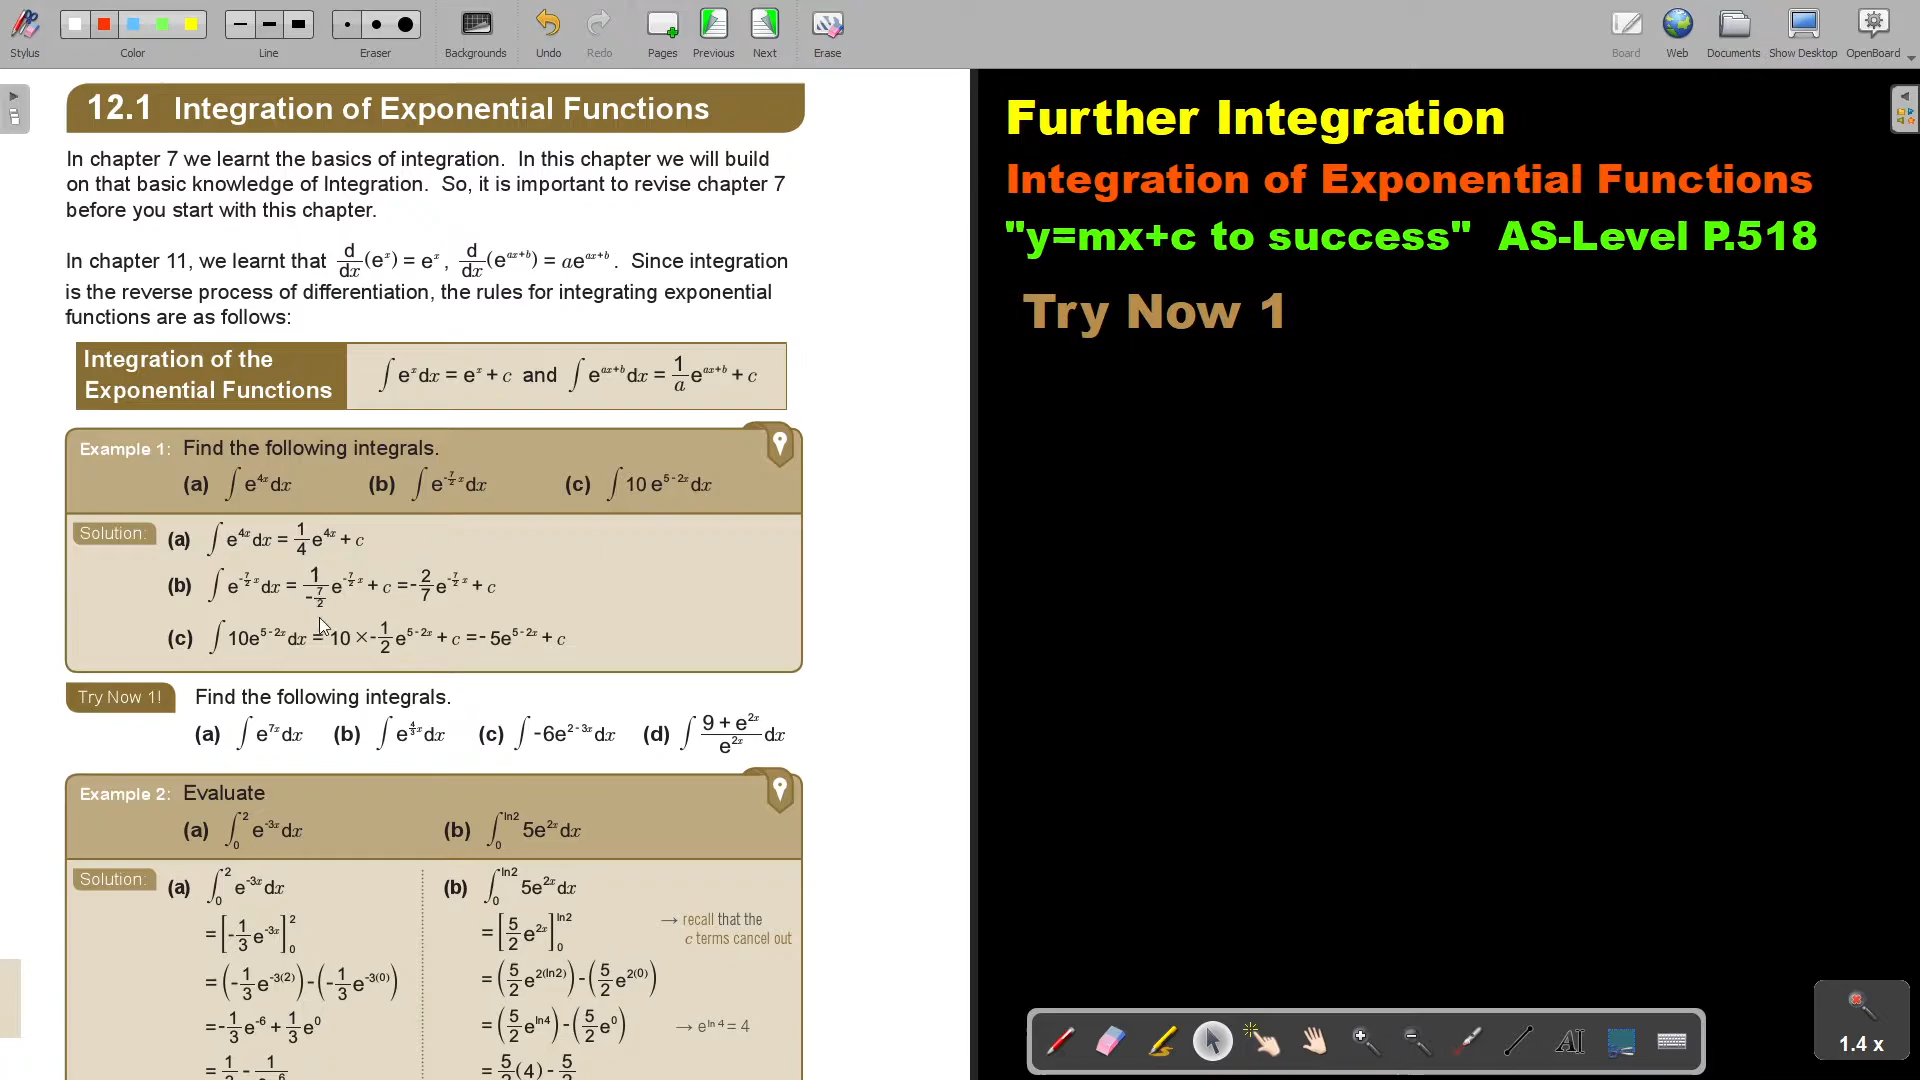 Stylus Color Line Eraser Backgrounds Undo Redo Pages Previous Next Erase Board Web Documents Show Desktop OpenBoard
12.1 Integration of Exponential Functions
In chapter 7 we learnt the basics of integration. In this chapter we will build
on that basic knowledge of Integration. So, it is important to revise chapter 7
before you start with this chapter.
In chapter 11, we learnt that d/dx(e^x) = e^x, d/dx(e^(ax+b)) = ae^(ax+b). Since integration
is the reverse process of differentiation, the rules for integrating exponential
functions are as follows:
Integration of the
Exponential Functions
∫ e^x dx = e^x + c and ∫ e^(ax+b) dx = 1/a e^(ax+b) + c
Example 1: Find the following integrals.
(a) ∫ e^(4x) dx (b) ∫ e^(-7/2 x) dx (c) ∫ 10 e^(5-2x) dx
Solution: (a) ∫ e^(4x) dx = 1/4 e^(4x) + c
(b) ∫ e^(-7/2 x) dx = 1/(-7/2) e^(-7/2 x) + c = -2/7 e^(-7/2 x) + c
(c) ∫ 10e^(5-2x) dx = 10 × -1/2 e^(5-2x) + c = -5e^(5-2x) + c
Try Now 1! Find the following integrals.
(a) ∫ e^(7x) dx (b) ∫ e^(4/3 x) dx (c) ∫ -6e^(2-3x) dx (d) ∫ (9 + e^(2x))/e^(2x) dx
Example 2: Evaluate
(a) ∫_0^2 e^(-3x) dx (b) ∫_0^(ln2) 5e^(2x) dx
Solution: (a) ∫_0^2 e^(-3x) dx
= [-1/3 e^(-3x)]_0^2
= (-1/3 e^(-3(2))) - (-1/3 e^(-3(0)))
= -1/3 e^(-6) + 1/3 e^0
(b) ∫_0^(ln2) 5e^(2x) dx
= [5/2 e^(2x)]_0^(ln2) → recall that the
c terms cancel out
= (5/2 e^(2(ln2))) - (5/2 e^(2(0)))
= (5/2 e^(ln4)) - (5/2 e^0) → e^(ln 4) = 4
Further Integration
Integration of Exponential Functions
"y=mx+c to success" AS-Level P.518
Try Now 1
1.4 x